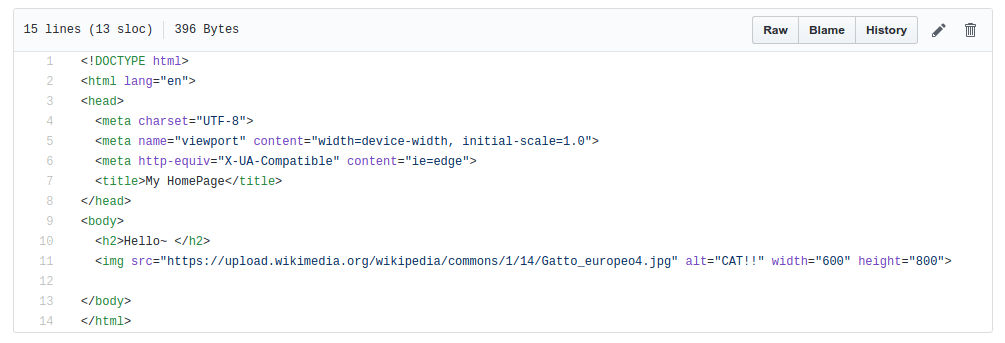 15 lines (13 sloc) 396 Bytes Raw Blame History
1 <!DOCTYPE html>
2 <html lang="en">
3 <head>
4 <meta charset="UTF-8">
5 <meta name="viewport" content="width=device-width, initial-scale=1.0">
6 <meta http-equiv="X-UA-Compatible" content="ie=edge">
7 <title>My HomePage</title>
8 </head>
9 <body>
10 <h2>Hello~ </h2>
11 <img src="https://upload.wikimedia.org/wikipedia/commons/1/14/Gatto_europeo4.jpg" alt="CAT!!" width="600" height="800">
12
13 </body>
14 </html>